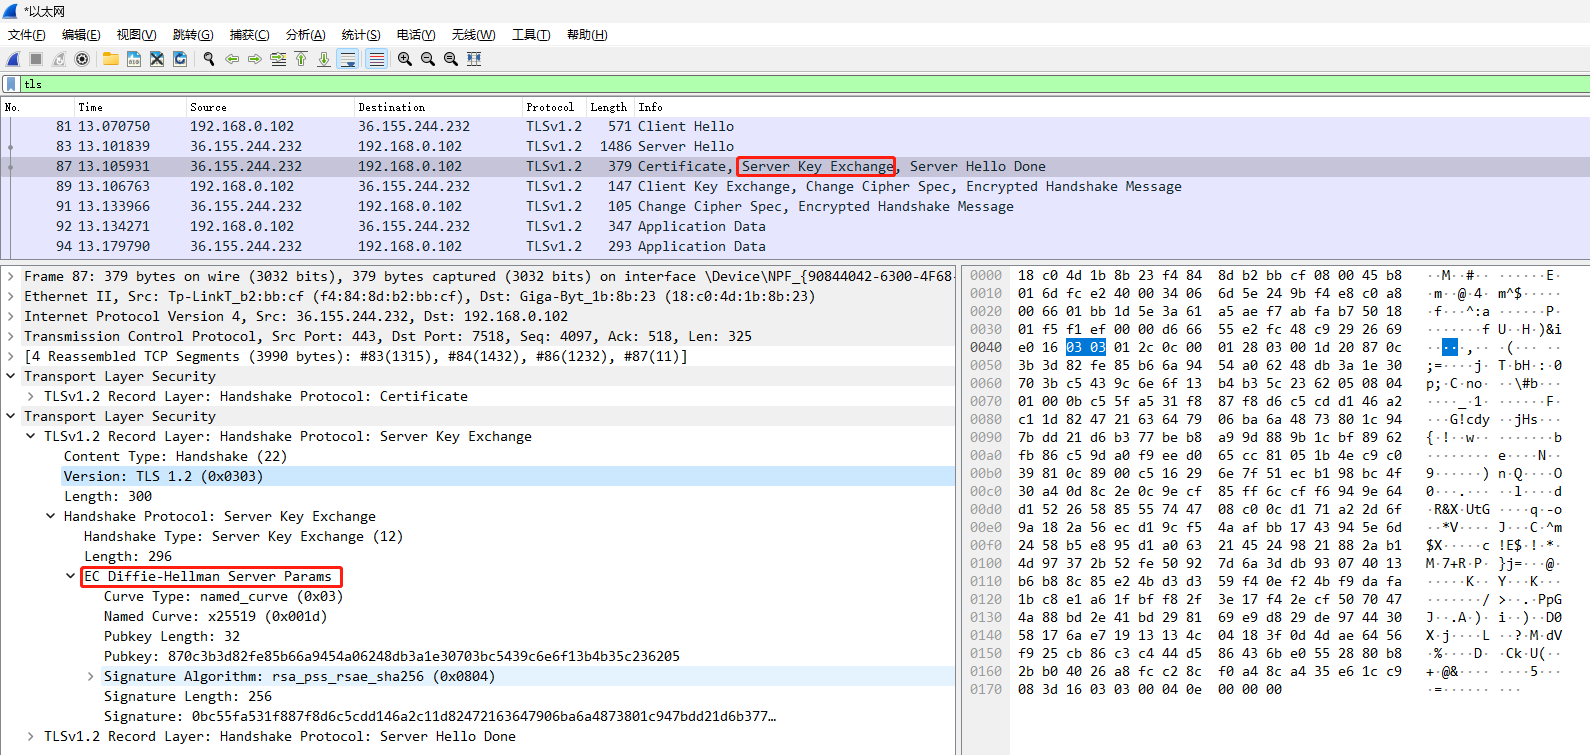 *以太网
文件(F) 编辑(E) 视图(V) 跳转(G) 捕获(C) 分析(A) 统计(S) 电话(Y) 无线(W) 工具(T) 帮助(H)
tls
No. Time Source Destination Protocol Length Info
81 13.070750 192.168.0.102 36.155.244.232 TLSv1.2 571 Client Hello
83 13.101839 36.155.244.232 192.168.0.102 TLSv1.2 1486 Server Hello
87 13.105931 36.155.244.232 192.168.0.102 TLSv1.2 379 Certificate, Server Key Exchange, Server Hello Done
89 13.106763 192.168.0.102 36.155.244.232 TLSv1.2 147 Client Key Exchange, Change Cipher Spec, Encrypted Handshake Message
91 13.133966 36.155.244.232 192.168.0.102 TLSv1.2 105 Change Cipher Spec, Encrypted Handshake Message
92 13.134271 192.168.0.102 36.155.244.232 TLSv1.2 347 Application Data
94 13.179790 36.155.244.232 192.168.0.102 TLSv1.2 293 Application Data
Frame 87: 379 bytes on wire (3032 bits), 379 bytes captured (3032 bits) on interface \Device\NPF_{90844042-6300-4F68-
Ethernet II, Src: Tp-LinkT_b2:bb:cf (f4:84:8d:b2:bb:cf), Dst: Giga-Byt_1b:8b:23 (18:c0:4d:1b:8b:23)
Internet Protocol Version 4, Src: 36.155.244.232, Dst: 192.168.0.102
Transmission Control Protocol, Src Port: 443, Dst Port: 7518, Seq: 4097, Ack: 518, Len: 325
[4 Reassembled TCP Segments (3990 bytes): #83(1315), #84(1432), #86(1232), #87(11)]
Transport Layer Security
TLSv1.2 Record Layer: Handshake Protocol: Certificate
Transport Layer Security
TLSv1.2 Record Layer: Handshake Protocol: Server Key Exchange
Content Type: Handshake (22)
Version: TLS 1.2 (0x0303)
Length: 300
Handshake Protocol: Server Key Exchange
Handshake Type: Server Key Exchange (12)
Length: 296
EC Diffie-Hellman Server Params
Curve Type: named_curve (0x03)
Named Curve: x25519 (0x001d)
Pubkey Length: 32
Pubkey: 870c3b3d82fe85b66a9454a06248db3a1e30703bc5439c6e6f13b4b35c236205
Signature Algorithm: rsa_pss_rsae_sha256 (0x0804)
Signature Length: 256
Signature: 0bc55fa531f887f8d6c5cdd146a2c11d82472163647906ba6a4873801c947bdd21d6b377…
TLSv1.2 Record Layer: Handshake Protocol: Server Hello Done
0000 18 c0 4d 1b 8b 23 f4 84 8d b2 bb cf 08 00 45 b8
0010 01 6d fc e2 40 00 34 06 6d 5e 24 9b f4 e8 c0 a8
0020 00 66 01 bb 1d 5e 3a 61 a5 ae f7 ab fa b7 50 18
0030 01 f5 f1 ef 00 00 d6 66 55 e2 fc 48 c9 29 26 69
0040 e0 16 03 03 01 2c 0c 00 01 28 03 00 1d 20 87 0c
0050 3b 3d 82 fe 85 b6 6a 94 54 a0 62 48 db 3a 1e 30
0060 70 3b c5 43 9c 6e 6f 13 b4 b3 5c 23 62 05 08 04
0070 01 00 0b c5 5f a5 31 f8 87 f8 d6 c5 cd d1 46 a2
0080 c1 1d 82 47 21 63 64 79 06 ba 6a 48 73 80 1c 94
0090 7b dd 21 d6 b3 77 be b8 a9 9d 88 9b 1c bf 89 62
00a0 fb 86 c5 9d a0 f9 ee d0 65 cc 81 05 1b 4e c9 c0
00b0 39 81 0c 89 00 c5 16 29 6e 7f 51 ec b1 98 bc 4f
00c0 30 a4 0d 8c 2e 0c 9e cf 85 ff 6c cf f6 94 9e 64
00d0 d1 52 26 58 85 55 74 47 08 c0 0c d1 71 a2 2d 6f
00e0 9a 18 2a 56 ec d1 9c f5 4a af bb 17 43 94 5e 6d
00f0 24 58 b5 e8 95 d1 a0 63 21 45 24 98 21 88 2a b1
0100 4d 97 37 2b 52 fe 50 92 7d 6a 3d db 93 07 40 13
0110 b6 b8 8c 85 e2 4b d3 d3 59 f4 0e f2 4b f9 da fa
0120 1b c8 e1 a6 1f bf f8 2f 3e 17 f4 2e cf 50 70 47
0130 4a 88 bd 2e 41 bd 29 81 69 e9 d8 29 de 97 44 30
0140 58 17 6a e7 19 13 13 4c 04 18 3f 0d 4d ae 64 56
0150 f9 25 cb 86 c3 c4 44 d5 86 43 6b be 05 28 80 b8
0160 2b b0 40 26 a8 fc c2 8c f0 a4 8c a4 35 e6 1c c9
0170 08 3d 16 03 03 00 04 0e 00 00 00